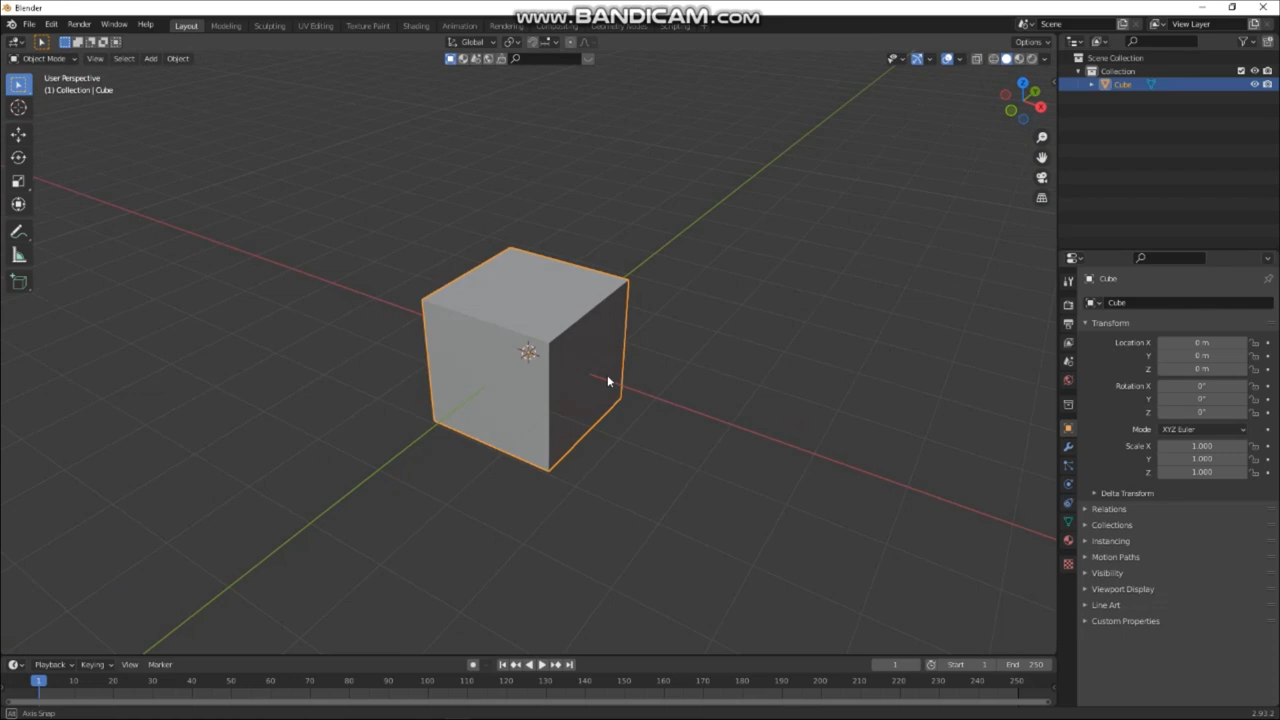 Blender
www.BANDICAM.com
File Edit Render Window Help Layout Modeling Sculpting UV Editing Texture Paint Shading Animation Rendering Compositing Geometry Nodes Scripting Scene View Layer
Global Options
Object Mode View Select Add Object
User Perspective
(1) Collection | Cube
Z
Y
X
Scene Collection
Collection
Cube
Cube
Cube
Transform
Location X 0 m
Y 0 m
Z 0 m
Rotation X 0°
Y 0°
Z 0°
Mode XYZ Euler
Scale X 1.000
Y 1.000
Z 1.000
Delta Transform
Relations
Collections
Instancing
Motion Paths
Visibility
Viewport Display
Line Art
Custom Properties
Playback Keying View Marker 1 Start 1 End 250
1 10 20 30 40 50 60 70 80 90 100 110 120 130 140 150 160 170 180 190 200 210 220 230 240 250
Alt Axis Snap 2.93.2